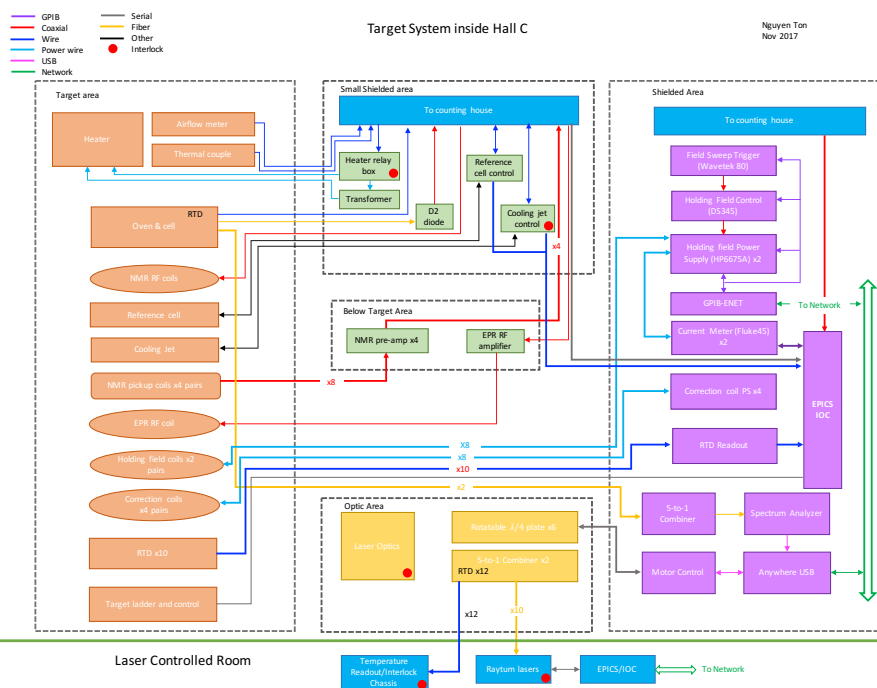 GPIB
Coaxial
Wire
Power wire
USB
Network
Serial
Fiber
Other
Interlock
Target System inside Hall C
Nguyen Ton
Nov 2017
Target area
Heater
Airflow meter
Thermal couple
RTD
Oven & cell
NMR RF coils
Reference cell
Cooling Jet
NMR pickup coils x4 pairs
EPR RF coil
Holding field coils x2
pairs
Correction coils
x4 pairs
RTD x10
Target ladder and control
Small Shielded area
To counting house
Heater relay
box
Transformer
D2
diode
Reference
cell control
Cooling jet
control
x4
Below Target Area
NMR pre-amp x4
EPR RF
amplifier
x8
X8
x8
x10
x2
Optic Area
Laser Optics
Rotatable λ/4 plate x6
5-to-1 Combiner x2
RTD x12
x12
x10
Shielded Area
To counting house
Field Sweep Trigger
(Wavetek 80)
Holding Field Control
(DS345)
Holding field Power
Supply (HP6675A) x2
GPIB-ENET
To Network
Current Meter (Fluke45)
x2
Correction coil PS x4
EPICS
IOC
RTD Readout
5-to-1
Combiner
Spectrum Analyzer
Motor Control
Anywhere USB
Laser Controlled Room
Temperature
Readout/Interlock
Chassis
Raytum lasers
EPICS/IOC
To Network